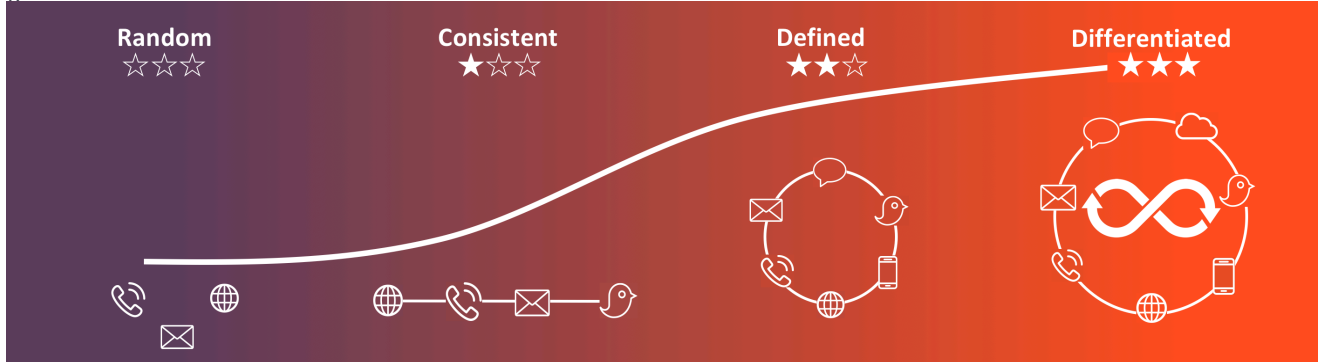 Random
☆☆☆
Consistent
★☆☆
Defined
★★☆
Differentiated
★★★